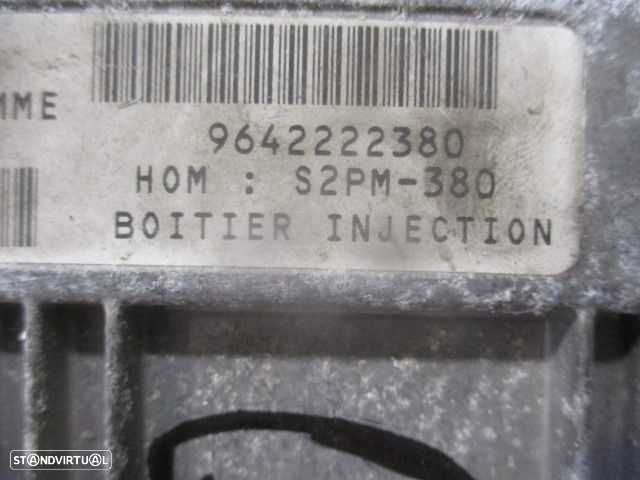 MME
9642222380
HOM : S2PM-380
BOITIER INJECTION
STANDVIRTUAL